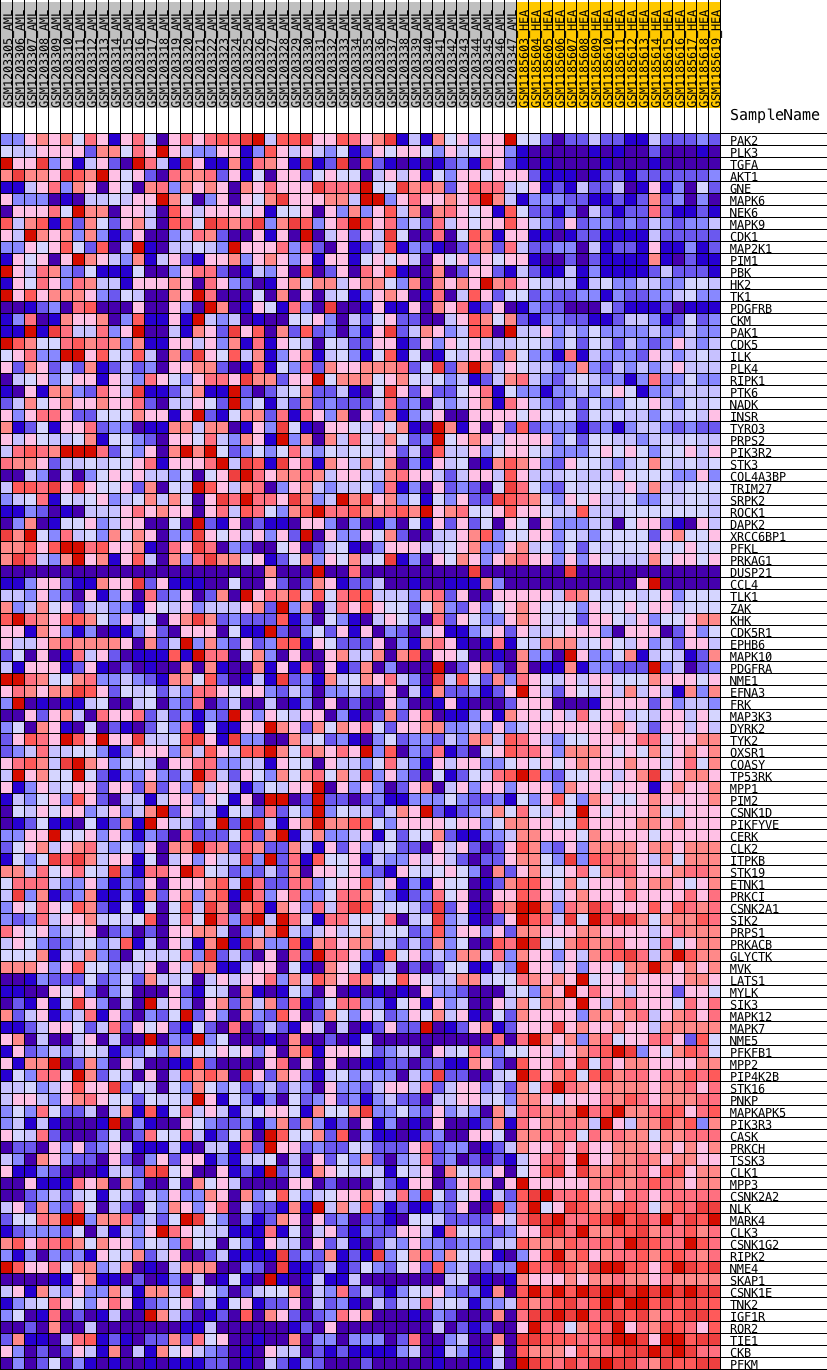 GSM1203305_AML
GSM1203306_AML
GSM1203307_AML
GSM1203308_AML
GSM1203309_AML
GSM1203310_AML
GSM1203311_AML
GSM1203312_AML
GSM1203313_AML
GSM1203314_AML
GSM1203315_AML
GSM1203316_AML
GSM1203317_AML
GSM1203318_AML
GSM1203319_AML
GSM1203320_AML
GSM1203321_AML
GSM1203322_AML
GSM1203323_AML
GSM1203324_AML
GSM1203325_AML
GSM1203326_AML
GSM1203327_AML
GSM1203328_AML
GSM1203329_AML
GSM1203330_AML
GSM1203331_AML
GSM1203332_AML
GSM1203333_AML
GSM1203334_AML
GSM1203335_AML
GSM1203336_AML
GSM1203337_AML
GSM1203338_AML
GSM1203339_AML
GSM1203340_AML
GSM1203341_AML
GSM1203342_AML
GSM1203343_AML
GSM1203344_AML
GSM1203345_AML
GSM1203346_AML
GSM1203347_AML
GSM1185603_HEA
GSM1185604_HEA
GSM1185605_HEA
GSM1185606_HEA
GSM1185607_HEA
GSM1185608_HEA
GSM1185609_HEA
GSM1185610_HEA
GSM1185611_HEA
GSM1185612_HEA
GSM1185613_HEA
GSM1185614_HEA
GSM1185615_HEA
GSM1185616_HEA
GSM1185617_HEA
GSM1185618_HEA
GSM1185619_HEA
SampleName
PAK2
PLK3
TGFA
AKT1
GNE
MAPK6
NEK6
MAPK9
CDK1
MAP2K1
PIM1
PBK
HK2
TK1
PDGFRB
CKM
PAK1
CDK5
ILK
PLK4
RIPK1
PTK6
NADK
INSR
TYRO3
PRPS2
PIK3R2
STK3
COL4A3BP
TRIM27
SRPK2
ROCK1
DAPK2
XRCC6BP1
PFKL
PRKAG1
DUSP21
CCL4
TLK1
ZAK
KHK
CDK5R1
EPHB6
MAPK10
PDGFRA
NME1
EFNA3
FRK
MAP3K3
DYRK2
TYK2
OXSR1
COASY
TP53RK
MPP1
PIM2
CSNK1D
PIKFYVE
CERK
CLK2
ITPKB
STK19
ETNK1
PRKCI
CSNK2A1
SIK2
PRPS1
PRKACB
GLYCTK
MVK
LATS1
MYLK
SIK3
MAPK12
MAPK7
NME5
PFKFB1
MPP2
PIP4K2B
STK16
PNKP
MAPKAPK5
PIK3R3
CASK
PRKCH
TSSK3
CLK1
MPP3
CSNK2A2
NLK
MARK4
CLK3
CSNK1G2
RIPK2
NME4
SKAP1
CSNK1E
TNK2
IGF1R
ROR2
TIE1
CKB
PFKM